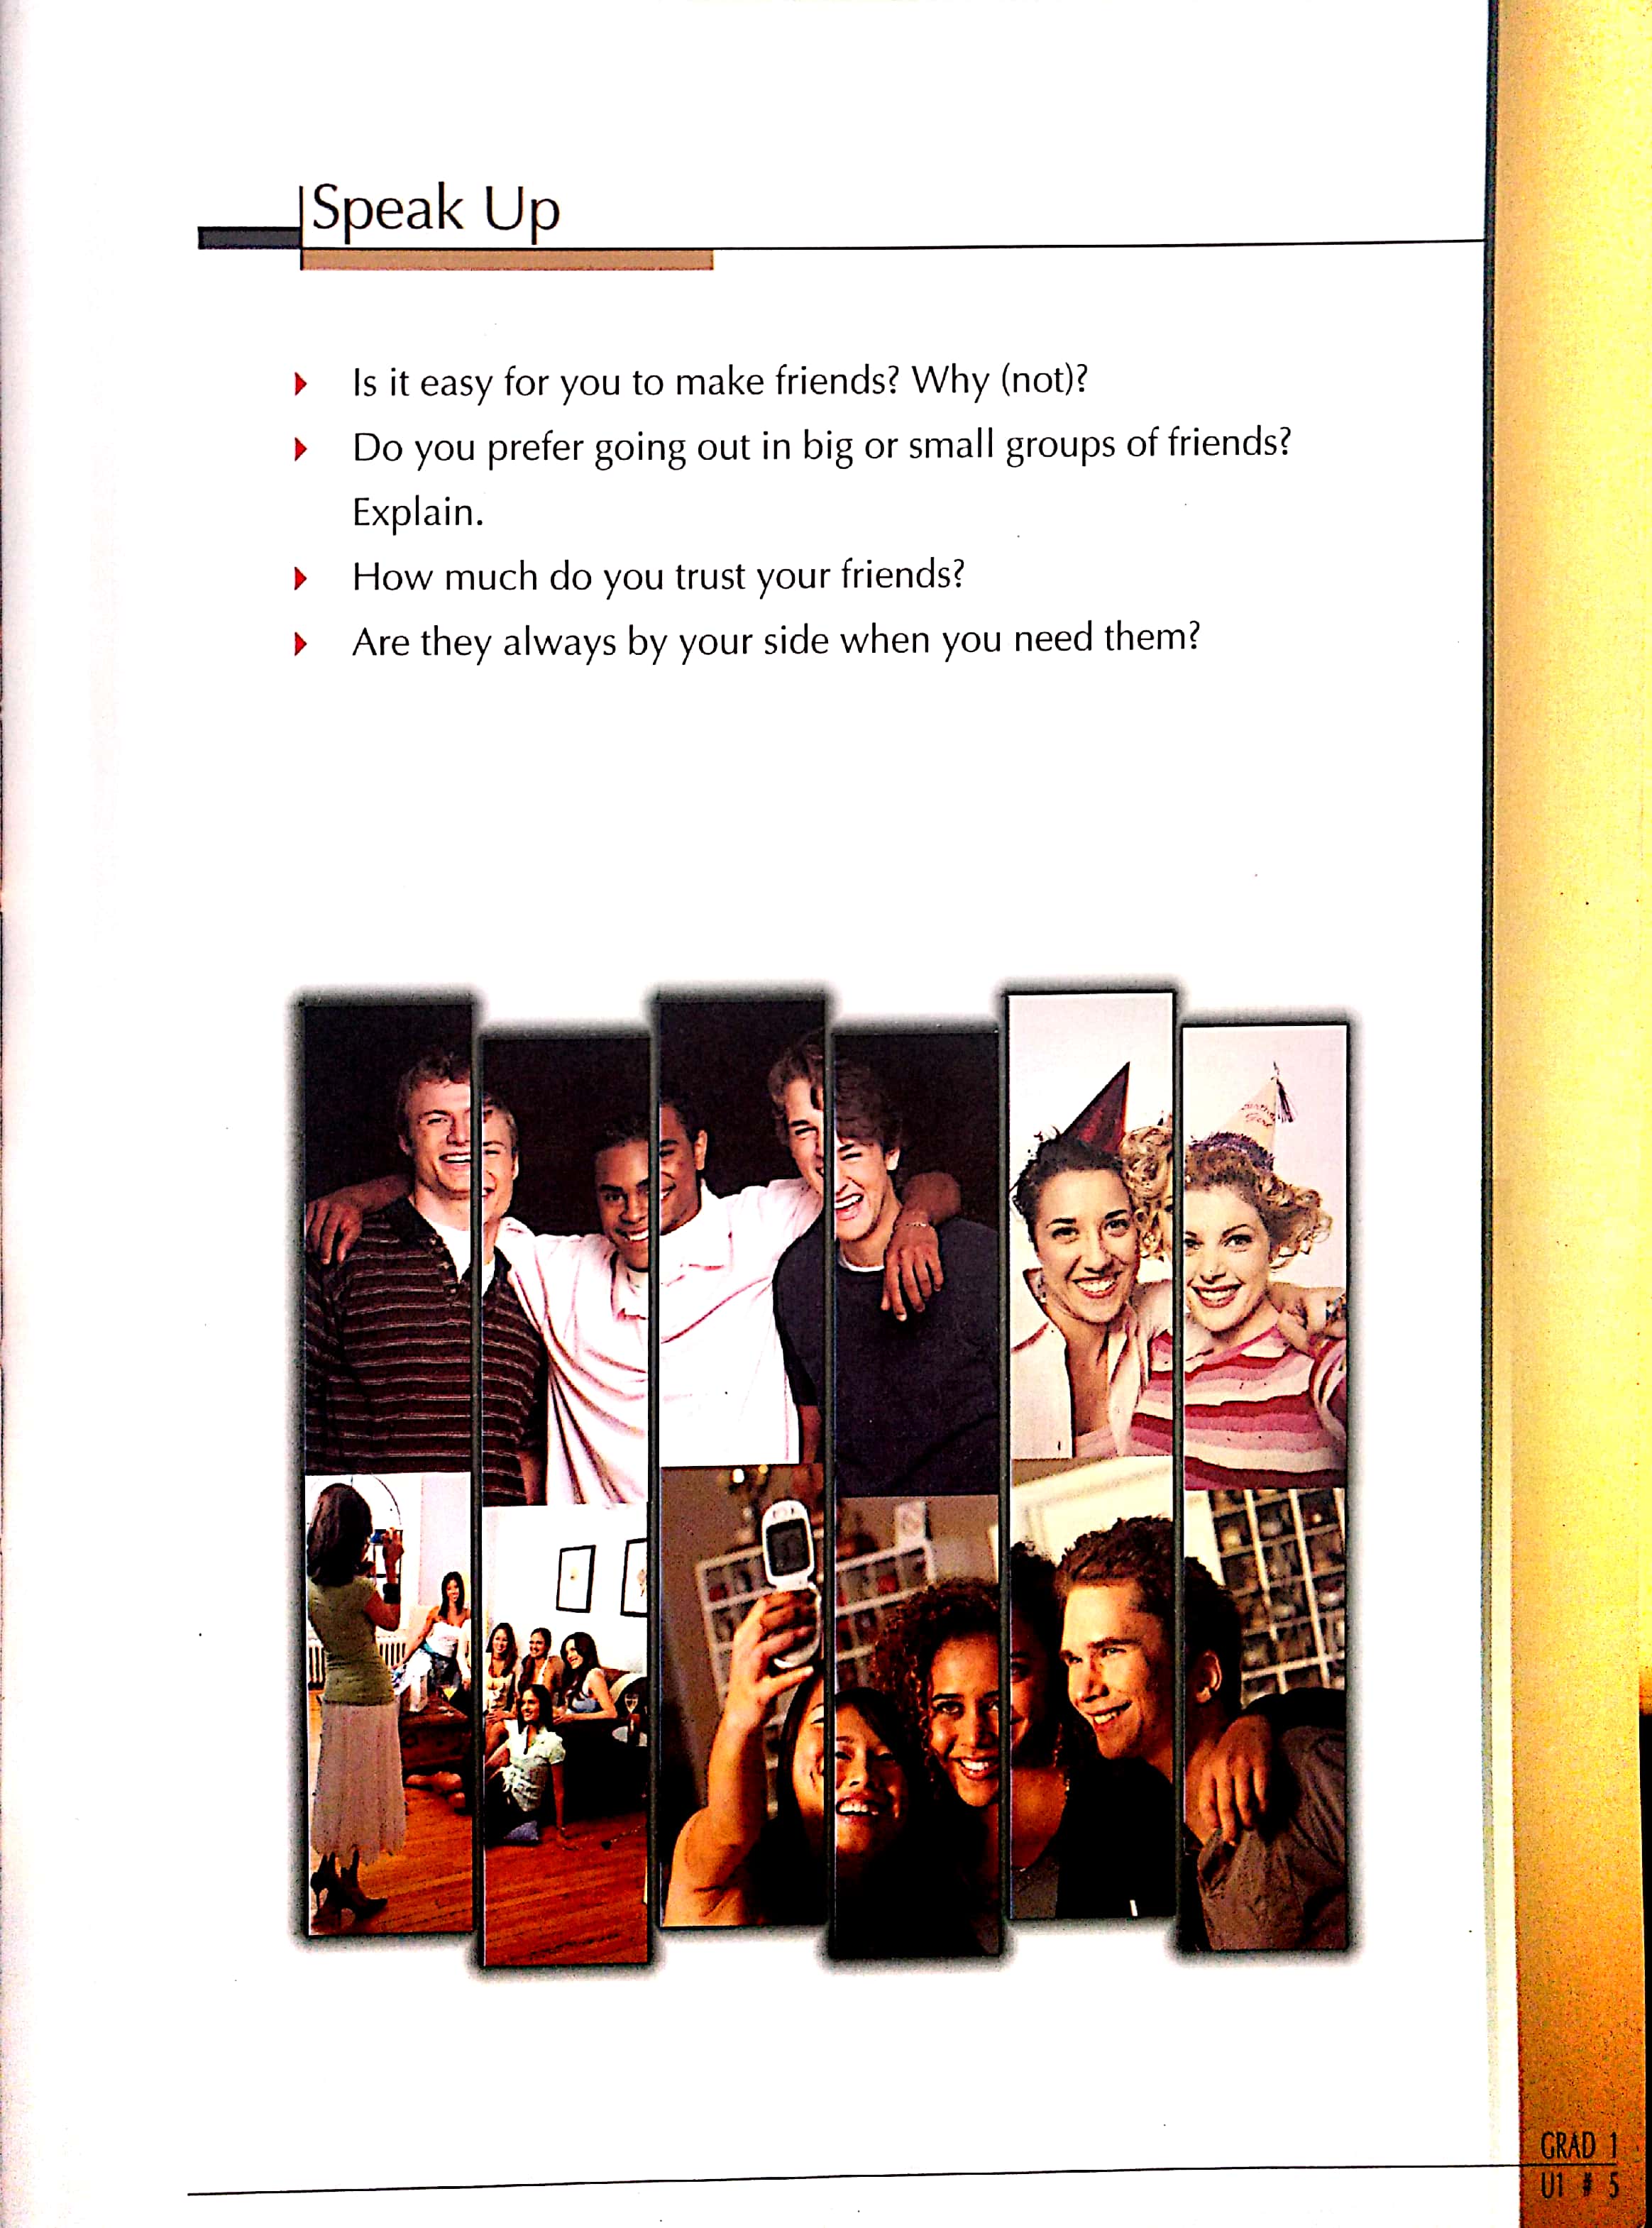 Speak Up
Is it easy for you to make friends? Why (not)?
Do you prefer going out in big or small groups of friends?
Explain.
How much do you trust your friends?
Are they always by your side when you need them?
GRAD 1
U1 # 5